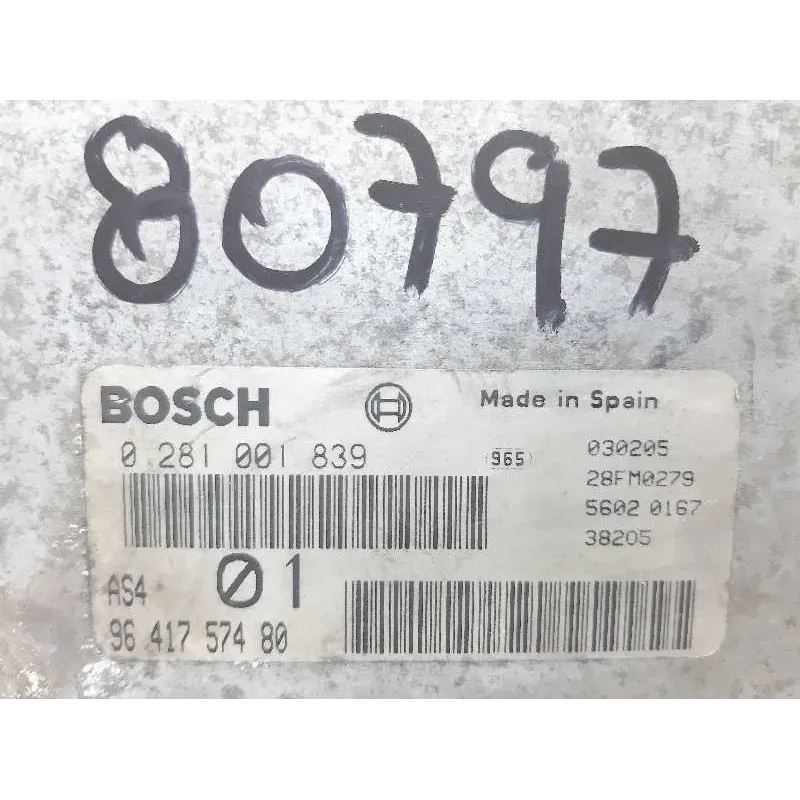 80797
BOSCH Made in Spain
0 281 001 839 965 030205
28FM0279
5602 0167
38205
AS4 01
96 417 574 80